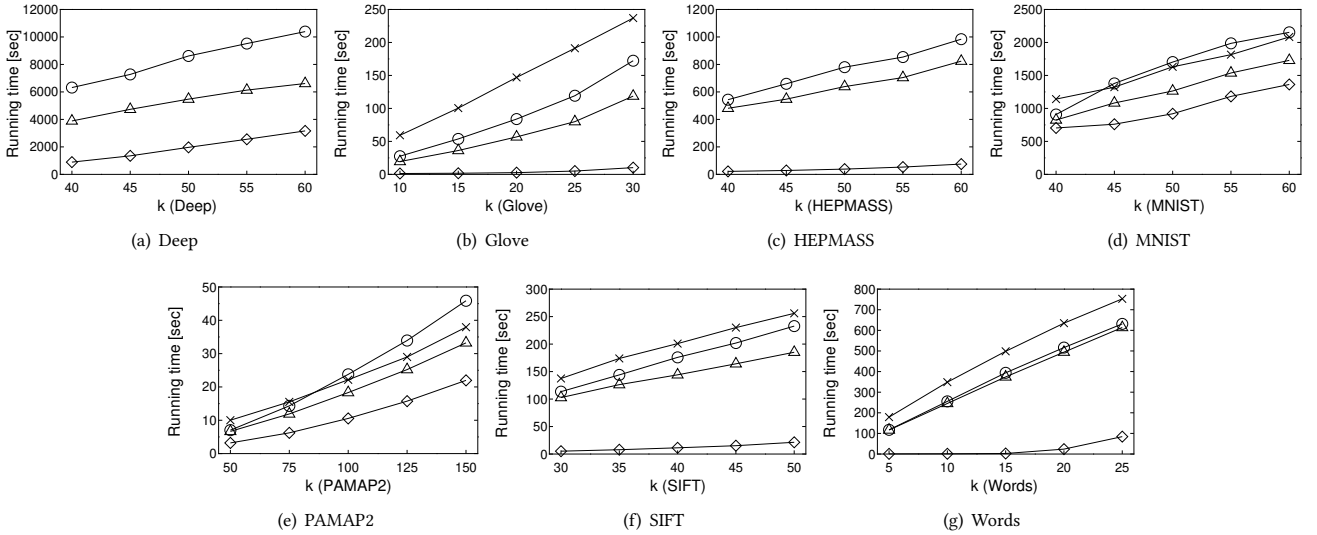 12000
10000
8000
6000
4000
2000
0
Running time [sec]
40 45 50 55 60
k (Deep)
(a) Deep
250
200
150
100
50
0
Running time [sec]
10 15 20 25 30
k (Glove)
(b) Glove
1200
1000
800
600
400
200
0
Running time [sec]
40 45 50 55 60
k (HEPMASS)
(c) HEPMASS
2500
2000
1500
1000
500
0
Running time [sec]
40 45 50 55 60
k (MNIST)
(d) MNIST
50
40
30
20
10
0
Running time [sec]
50 75 100 125 150
k (PAMAP2)
(e) PAMAP2
300
250
200
150
100
50
0
Running time [sec]
30 35 40 45 50
k (SIFT)
(f) SIFT
800
700
600
500
400
300
200
100
0
Running time [sec]
5 10 15 20 25
k (Words)
(g) Words